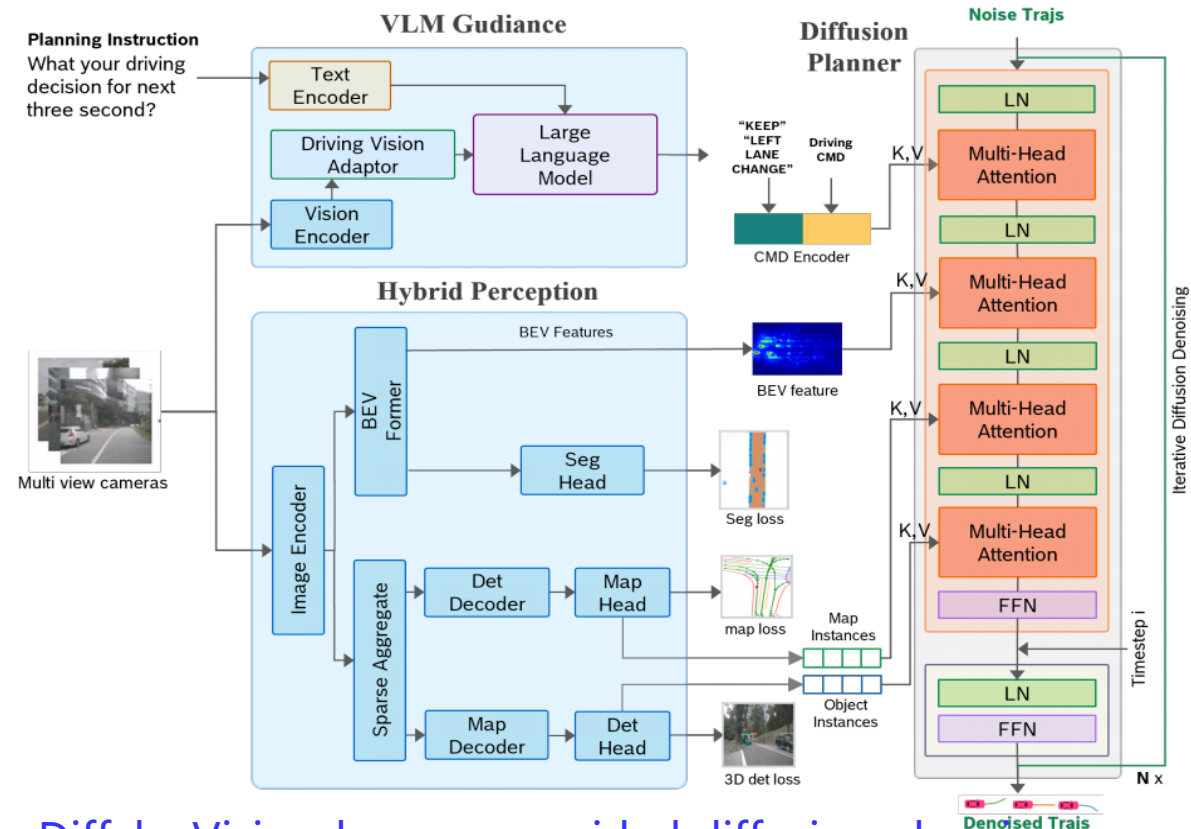 VLM Gudiance
Planning Instruction
What your driving
decision for next
three second?
Text
Encoder
Driving Vision
Adaptor
Large
Language
Model
Vision
Encoder
Hybrid Perception
Multi view cameras
Image Encoder
BEV
Former
BEV Features
Seg
Head
Sparse Aggregate
Det
Decoder
Map
Head
Map
Decoder
Det
Head
Seg loss
map loss
3D det loss
Map
Instances
Object
Instances
BEV feature
"KEEP"
"LEFT
LANE
CHANGE"
Driving
CMD
CMD Encoder
Diffusion
Planner
Noise Trajs
LN
K,V
Multi-Head
Attention
LN
K,V
Multi-Head
Attention
LN
K,V
Multi-Head
Attention
LN
K,V
Multi-Head
Attention
FFN
Timestep i
LN
FFN
Iterative Diffusion Denoising
N x
Denoised Trajs